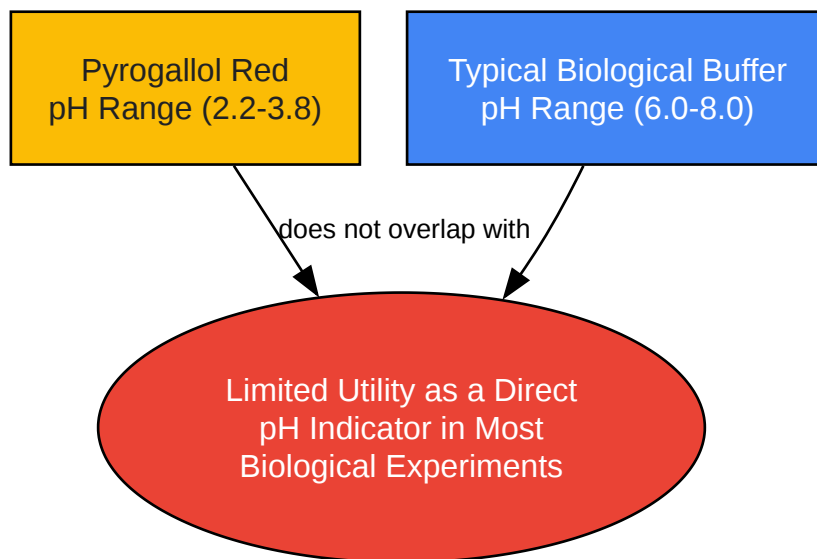 Pyrogallol Red
pH Range (2.2-3.8)
Typical Biological Buffer
pH Range (6.0-8.0)
does not overlap with
Limited Utility as a Direct
pH Indicator in Most
Biological Experiments